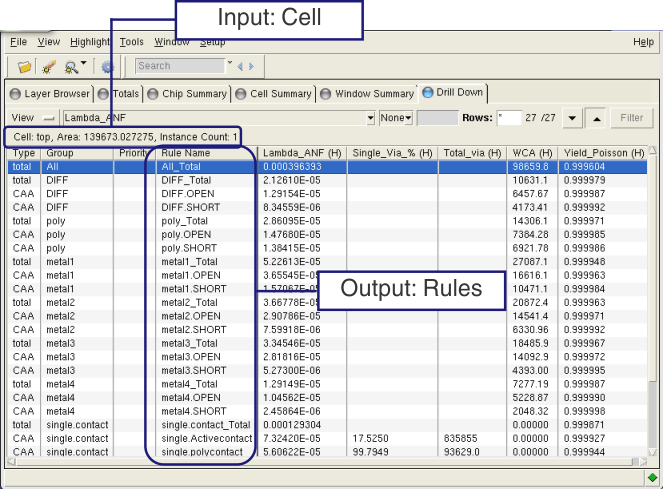 Input: Cell
File View Highlight Tools Window Setup Help
Search
Layer Browser Totals Chip Summary Cell Summary Window Summary Drill Down
View Lambda_ANF None Rows: * 27 /27 Filter
Cell: top, Area: 139673.027275, Instance Count: 1
Type Group Priority Rule Name Lambda_ANF (H) Single_Via_% (H) Total_via (H) WCA (H) Yield_Poisson (H)
total All All_Total 0.000396393 98659.8 0.999604
total DIFF DIFF_Total 2.12610E-05 10631.1 0.999979
CAA DIFF DIFF.OPEN 1.29154E-05 6457.67 0.999987
CAA DIFF DIFF.SHORT 8.34559E-06 4173.41 0.999992
total poly poly_Total 2.86095E-05 14306.1 0.999971
CAA poly poly.OPEN 1.47680E-05 7384.28 0.999985
CAA poly poly.SHORT 1.38415E-05 6921.78 0.999986
total metal1 metal1_Total 5.22613E-05 27087.1 0.999948
CAA metal1 metal1.OPEN 3.65545E-05 16616.1 0.999963
CAA metal1 metal1.SHORT 1.57067E-05 10471.1 0.999984
Output: Rules
total metal2 metal2_Total 3.66778E-05 20872.4 0.999963
CAA metal2 metal2.OPEN 2.90786E-05 14541.4 0.999971
CAA metal2 metal2.SHORT 7.59918E-06 6330.96 0.999992
total metal3 metal3_Total 3.34546E-05 18485.9 0.999967
CAA metal3 metal3.OPEN 2.81816E-05 14092.9 0.999972
CAA metal3 metal3.SHORT 5.27300E-06 4393.00 0.999995
total metal4 metal4_Total 1.29149E-05 7277.19 0.999987
CAA metal4 metal4.OPEN 1.04562E-05 5228.87 0.999990
CAA metal4 metal4.SHORT 2.45864E-06 2048.32 0.999998
total single.contact single.contact_Total 0.000129304 0.00000 0.999871
CAA single.contact single.Activecontact 7.32420E-05 17.5250 835855 0.00000 0.999927
CAA single.contact single.polycontact 5.60622E-05 99.7949 93629.0 0.00000 0.999944